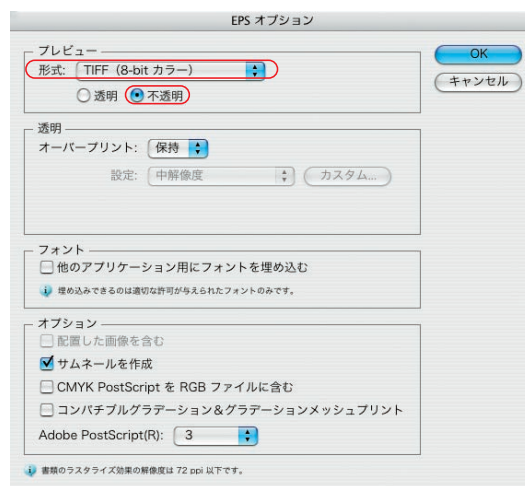 EPS オプション
プレビュー
形式: TIFF（8-bit カラー）
透明 不透明
OK
キャンセル
透明
オーバープリント: 保持
設定: 中解像度 カスタム...
フォント
他のアプリケーション用にフォントを埋め込む
埋め込みできるのは適切な許可が与えられたフォントのみです。
オプション
配置した画像を含む
サムネールを作成
CMYK PostScript を RGB ファイルに含む
コンパチブルグラデーション＆グラデーションメッシュプリント
Adobe PostScript(R): 3
書類のラスタライズ効果の解像度は 72 ppi 以下です。